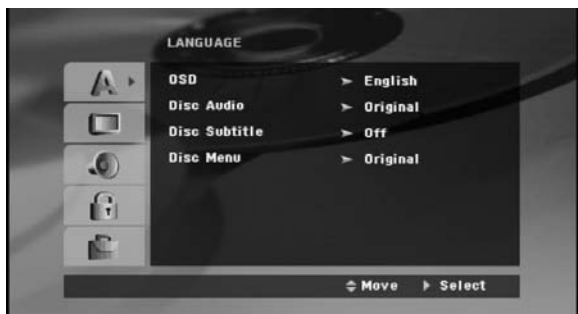 LANGUAGE
A
OSD ➢ English
Disc Audio ➢ Original
Disc Subtitle ➢ Off
Disc Menu ➢ Original
Move Select